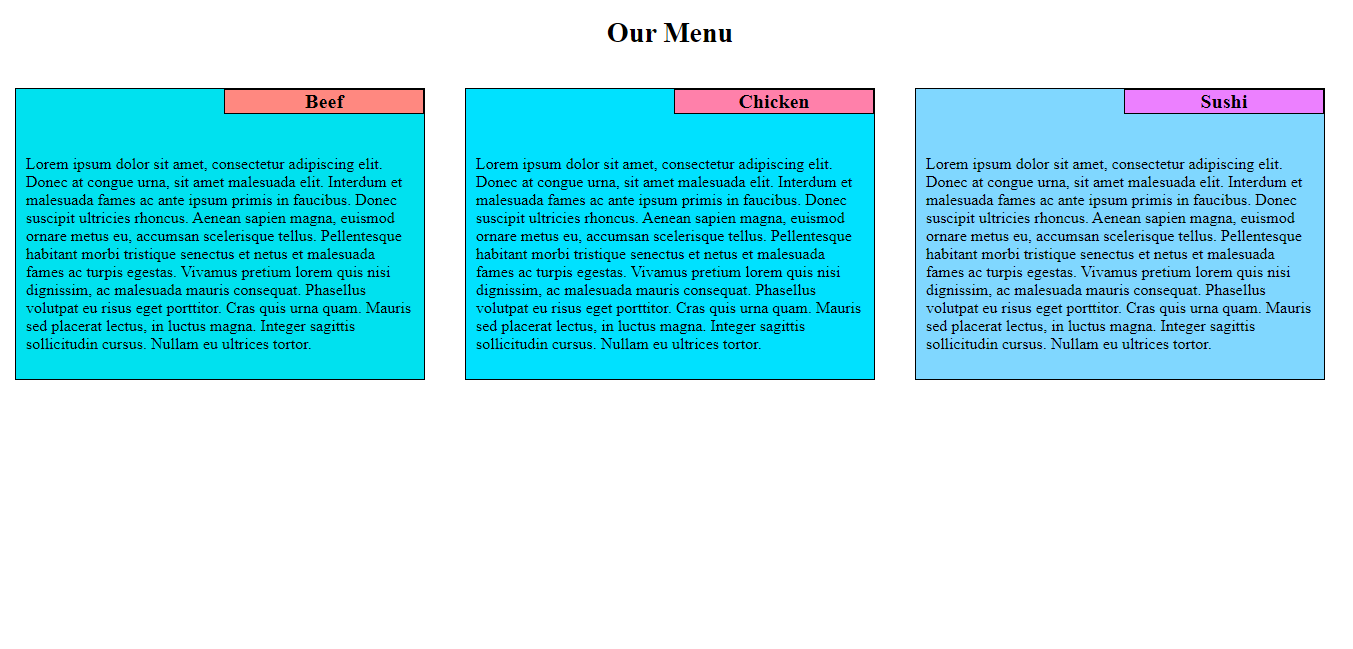 Our Menu
Beef
Lorem ipsum dolor sit amet, consectetur adipiscing elit.
Donec at congue urna, sit amet malesuada elit. Interdum et
malesuada fames ac ante ipsum primis in faucibus. Donec
suscipit ultricies rhoncus. Aenean sapien magna, euismod
ornare metus eu, accumsan scelerisque tellus. Pellentesque
habitant morbi tristique senectus et netus et malesuada
fames ac turpis egestas. Vivamus pretium lorem quis nisi
dignissim, ac malesuada mauris consequat. Phasellus
volutpat eu risus eget porttitor. Cras quis urna quam. Mauris
sed placerat lectus, in luctus magna. Integer sagittis
sollicitudin cursus. Nullam eu ultrices tortor.
Chicken
Lorem ipsum dolor sit amet, consectetur adipiscing elit.
Donec at congue urna, sit amet malesuada elit. Interdum et
malesuada fames ac ante ipsum primis in faucibus. Donec
suscipit ultricies rhoncus. Aenean sapien magna, euismod
ornare metus eu, accumsan scelerisque tellus. Pellentesque
habitant morbi tristique senectus et netus et malesuada
fames ac turpis egestas. Vivamus pretium lorem quis nisi
dignissim, ac malesuada mauris consequat. Phasellus
volutpat eu risus eget porttitor. Cras quis urna quam. Mauris
sed placerat lectus, in luctus magna. Integer sagittis
sollicitudin cursus. Nullam eu ultrices tortor.
Sushi
Lorem ipsum dolor sit amet, consectetur adipiscing elit.
Donec at congue urna, sit amet malesuada elit. Interdum et
malesuada fames ac ante ipsum primis in faucibus. Donec
suscipit ultricies rhoncus. Aenean sapien magna, euismod
ornare metus eu, accumsan scelerisque tellus. Pellentesque
habitant morbi tristique senectus et netus et malesuada
fames ac turpis egestas. Vivamus pretium lorem quis nisi
dignissim, ac malesuada mauris consequat. Phasellus
volutpat eu risus eget porttitor. Cras quis urna quam. Mauris
sed placerat lectus, in luctus magna. Integer sagittis
sollicitudin cursus. Nullam eu ultrices tortor.